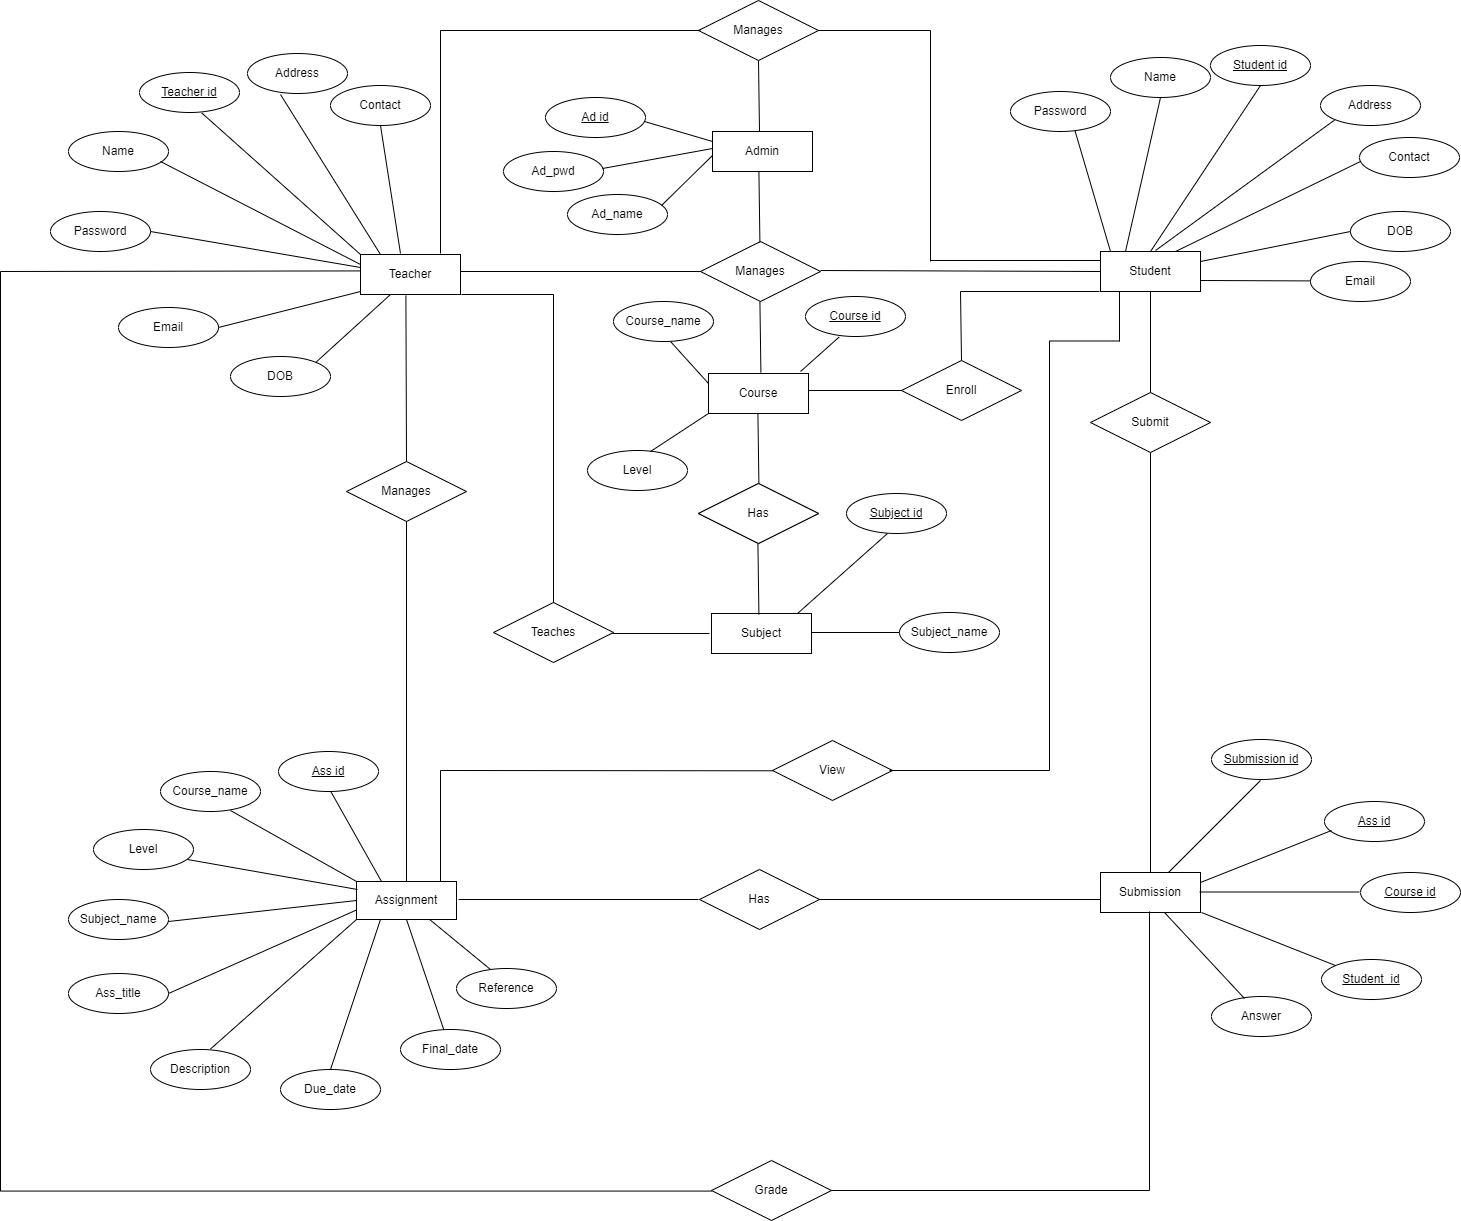 Manages
Student id
Address
Name
Teacher id
Contact
Address
Password
Ad id
Name
Admin
Contact
Ad_pwd
Ad_name
Password
DOB
Teacher
Manages
Student
Email
Course_name
Course id
Email
DOB
Course
Enroll
Submit
Level
Manages
Has
Subject id
Teaches
Subject
Subject_name
Submission id
View
Ass id
Course_name
Ass id
Level
Assignment
Has
Submission
Course id
Subject_name
Student_id
Reference
Ass_title
Answer
Final_date
Description
Due_date
Grade